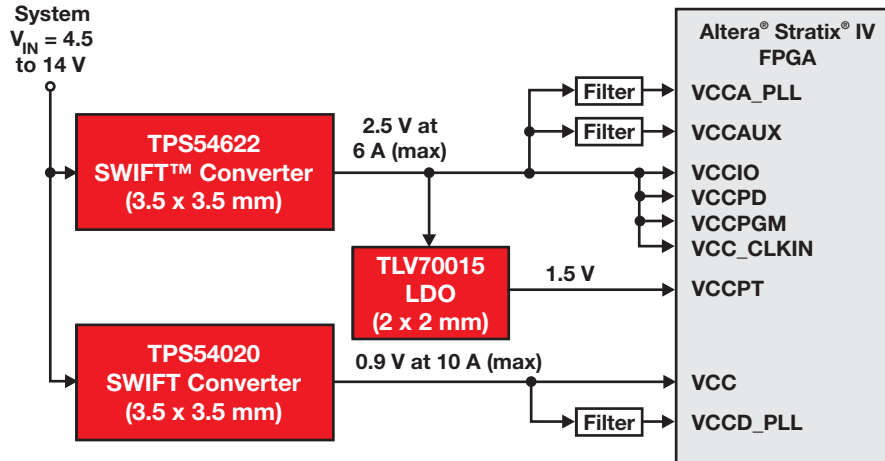 System
V_IN = 4.5
to 14 V
Altera® Stratix® IV
FPGA
TPS54622
SWIFT™ Converter
(3.5 x 3.5 mm)
2.5 V at
6 A (max)
Filter
VCCA_PLL
Filter
VCCAUX
VCCIO
VCCPD
VCCPGM
VCC_CLKIN
TLV70015
LDO
(2 x 2 mm)
1.5 V
VCCPT
TPS54020
SWIFT Converter
(3.5 x 3.5 mm)
0.9 V at 10 A (max)
VCC
Filter
VCCD_PLL